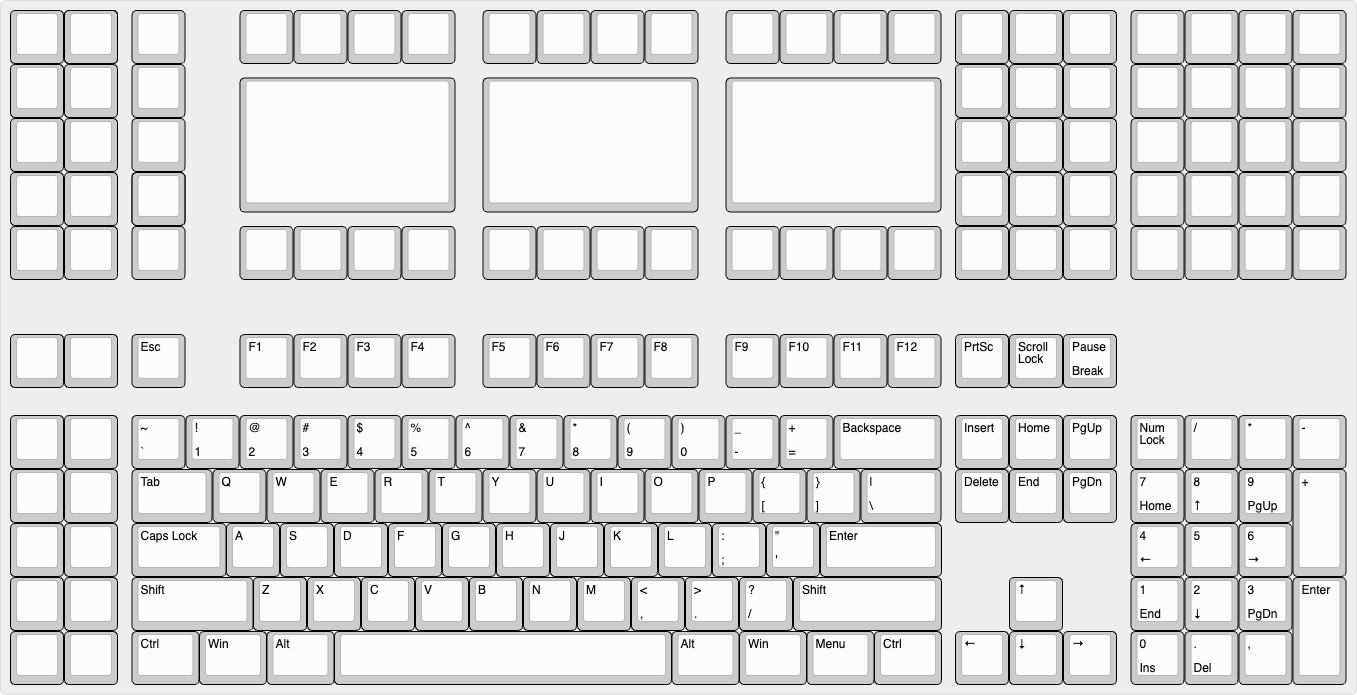 Esc F1 F2 F3 F4 F5 F6 F7 F8 F9 F10 F11 F12 PrtSc Scroll Pause
Lock
Break
~ ! @ # $ % ^ & * ( ) _ + Backspace Insert Home PgUp Num / * -
Lock
` 1 2 3 4 5 6 7 8 9 0 - =
Tab Q W E R T Y U I O P { } | Delete End PgDn 7 8 9 +
[ ] \ Home ↑ PgUp
Caps Lock A S D F G H J K L : " Enter 4 5 6
; ' ← →
Shift Z X C V B N M < > ? Shift ↑ 1 2 3 Enter
, . / End ↓ PgDn
Ctrl Win Alt Alt Win Menu Ctrl ← ↓ → 0 . ,
Ins Del